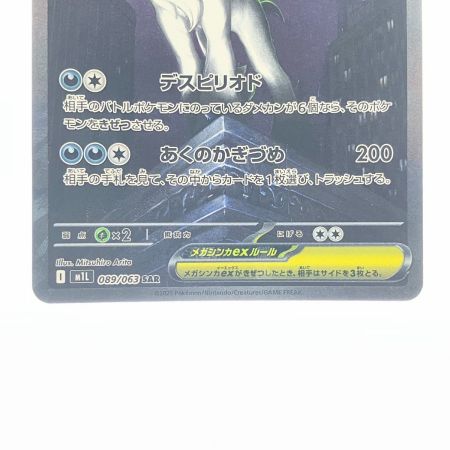 デスピリオド
相手のバトルポケモンにのっているダメカンが6個なら、そのポケ
モンをきぜつさせる。
あくのかぎづめ 200
相手の手札を見て、その中からカードを1枚選び、トラッシュする。
弱点 ×2 抵抗力 にげる
Illus. Mitsuhiro Arita
メガシンカexルール
I M1L 089/063 SAR
メガシンカexがきぜつしたとき、相手はサイドを3枚とる。
©2025 Pokémon/Nintendo/Creatures/GAME FREAK.